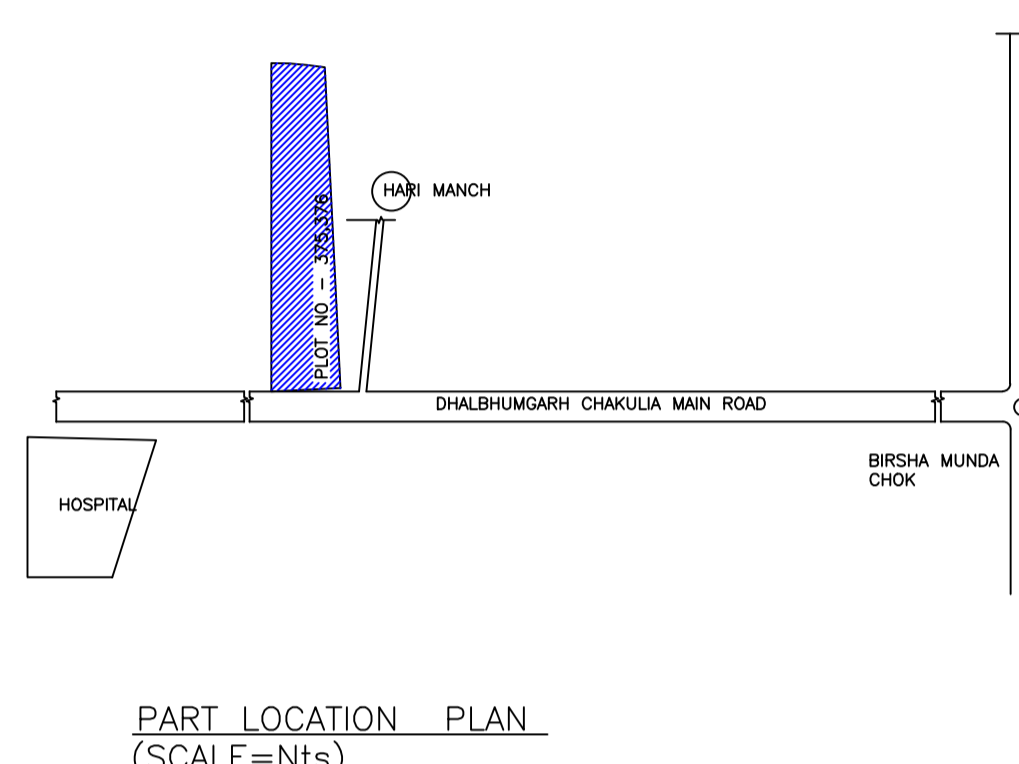 HARI MANCH
PLOT NO - 375,376
DHALBHUMGARH CHAKULIA MAIN ROAD
BIRSHA MUNDA
CHOK
HOSPITAL
PART LOCATION PLAN
(SCALE=Nts)